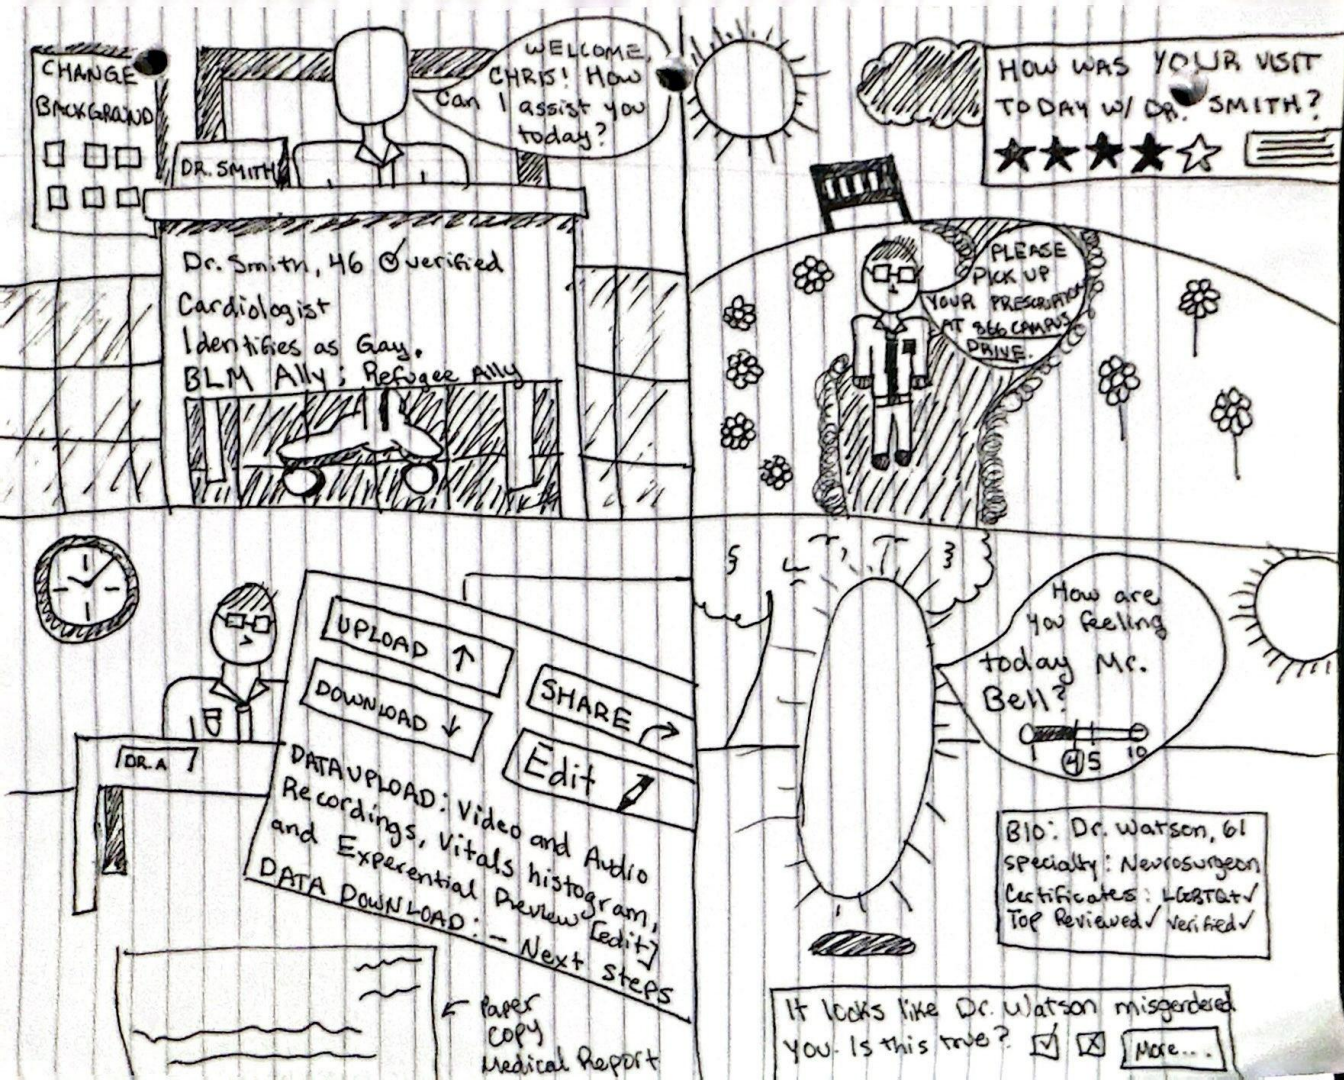 CHANGE
BACKGROUND
WELLCOME,
CHRIS! How
Can I assist you
today?
DR. SMITH
Dr. Smith, 46 verified
Cardiologist
Identifies as Gay.
BLM Ally; Refugee Ally
HOW WAS YOUR VISIT
TODAY W/ DR. SMITH?
PLEASE
PICK UP
YOUR PRESCRIPTION
AT 866 CAMPUS
DRIVE.
DR. A
UPLOAD ↑
DOWNLOAD ↓
SHARE
Edit
DATA UPLOAD: Video and Audio
Recordings, Vitals histogram,
and Experential Preview [edit]
DATA DOWNLOAD: - Next Steps
← Paper
Copy
Medical Report
How are
you feeling
today Mr.
Bell?
1 4 5 10
BIO: Dr. Watson, 61
specialty: Neurosurgeon
Certificates: LGBTQ+✓
Top Reviewed✓ verified✓
It looks like Dr. Watson misgerdered
you. Is this true? ☑ ☒ More...